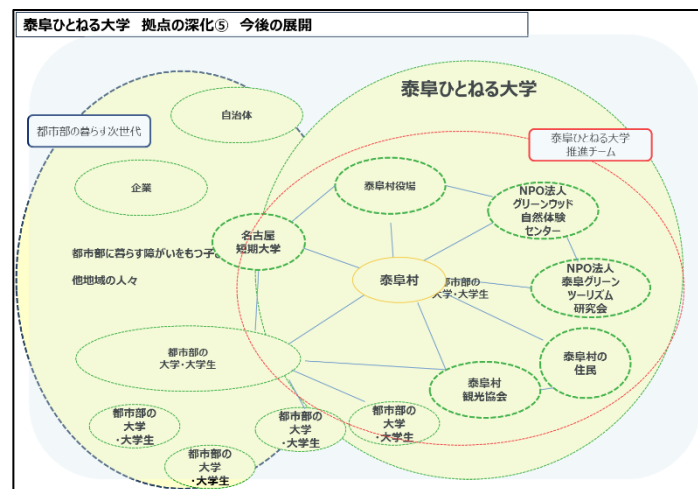 泰阜ひとねる大学 拠点の深化⑤ 今後の展開
泰阜ひとねる大学
自治体
都市部の暮らす次世代
泰阜ひとねる大学
推進チーム
企業
泰阜村役場
NPO法人
グリーンウッド
自然体験
センター
名古屋
短期大学
都市部に暮らす障がいをもつ子
他地域の人々
泰阜村
都市部の
大学・大学生
NPO法人
泰阜グリーン
ツーリズム
研究会
都市部の
大学・大学生
泰阜村の
住民
泰阜村
観光協会
都市部の
大学
・大学生
都市部の
大学
・大学生
都市部の
大学
・大学生
都市部の
大学
・大学生